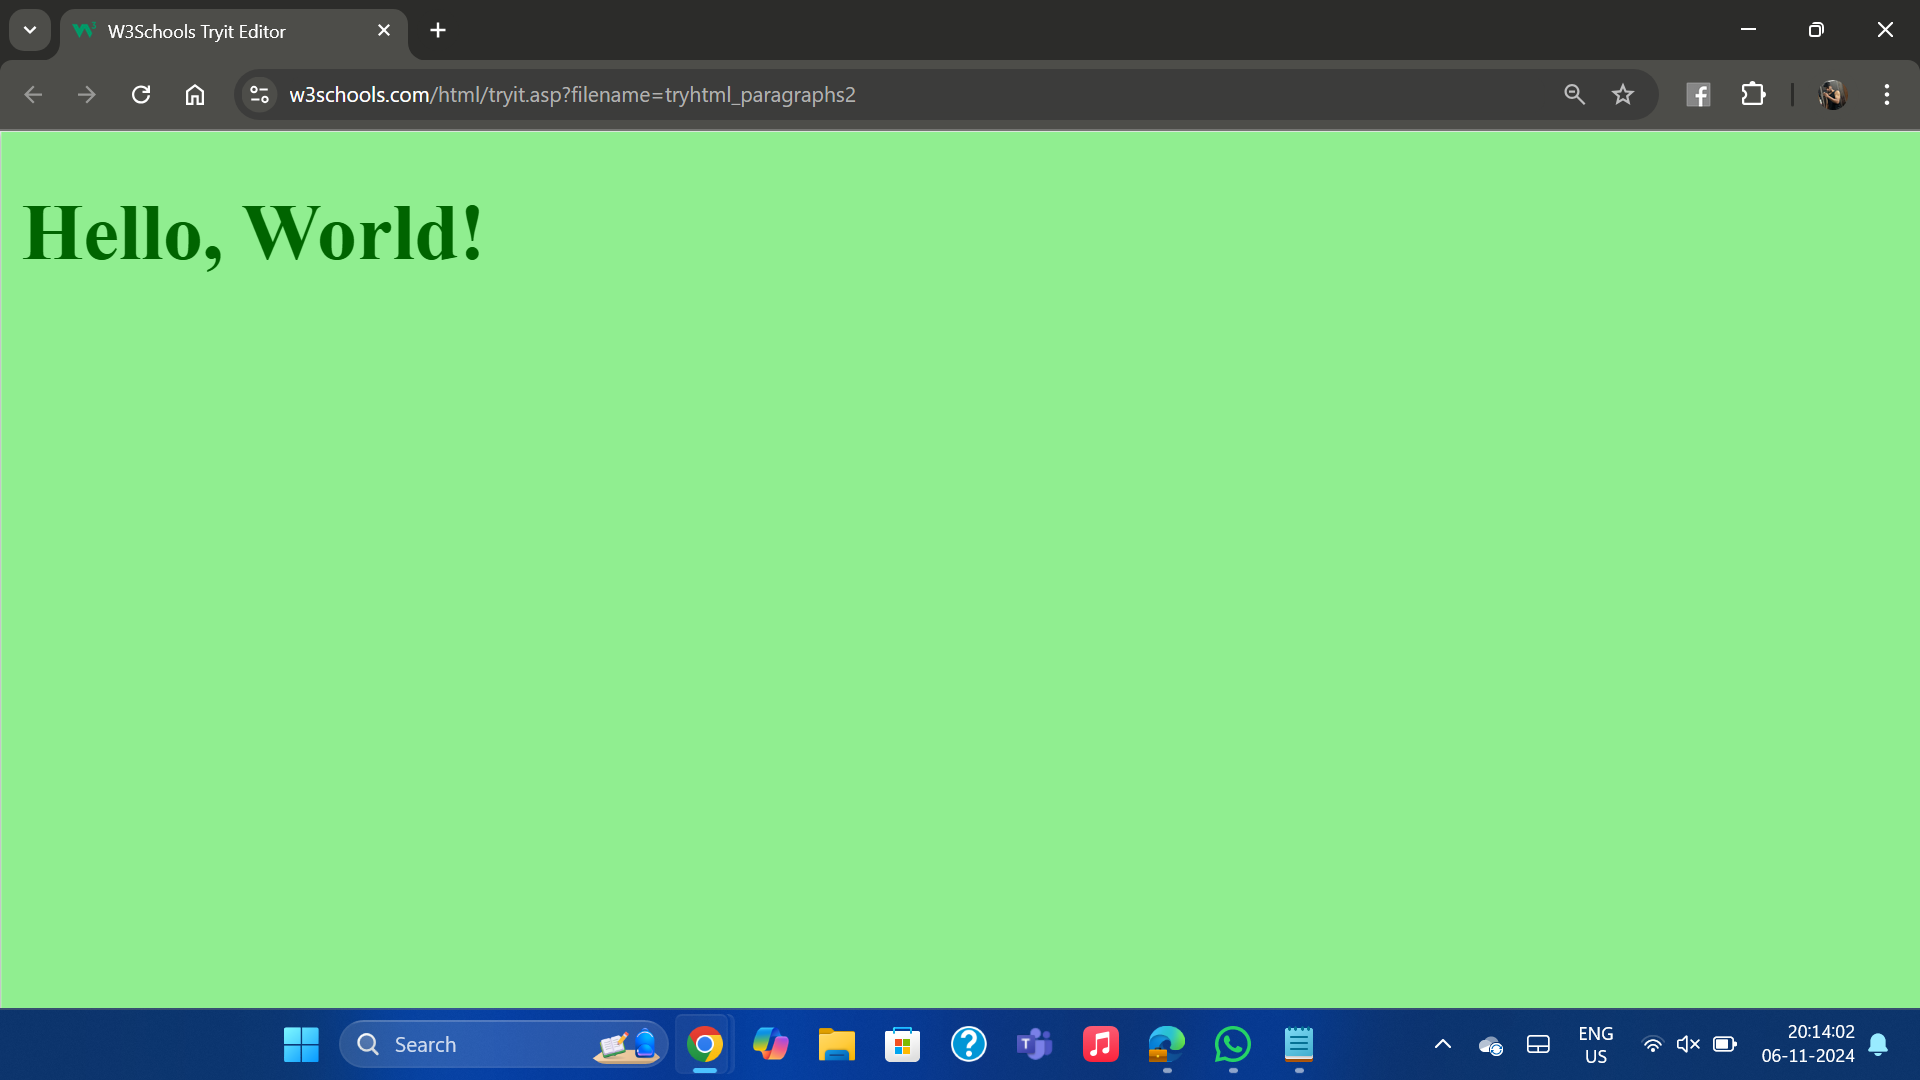 W3Schools Tryit Editor
w3schools.com/html/tryit.asp?filename=tryhtml_paragraphs2
Hello, World!
Search
ENG
US
20:14:02
06-11-2024